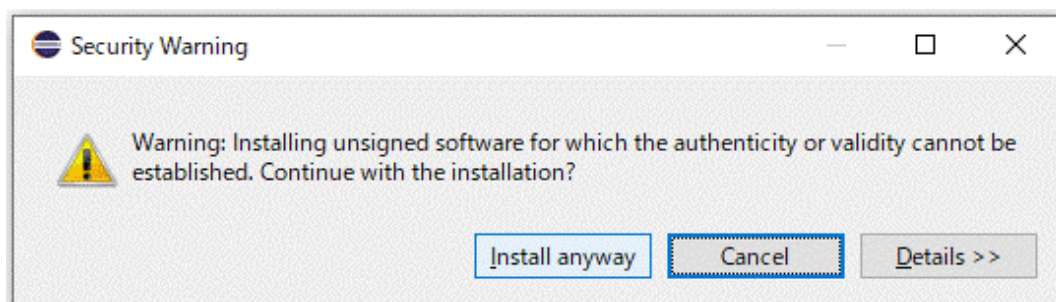 Security Warning
Warning: Installing unsigned software for which the authenticity or validity cannot be
established. Continue with the installation?
Install anyway Cancel Details >>